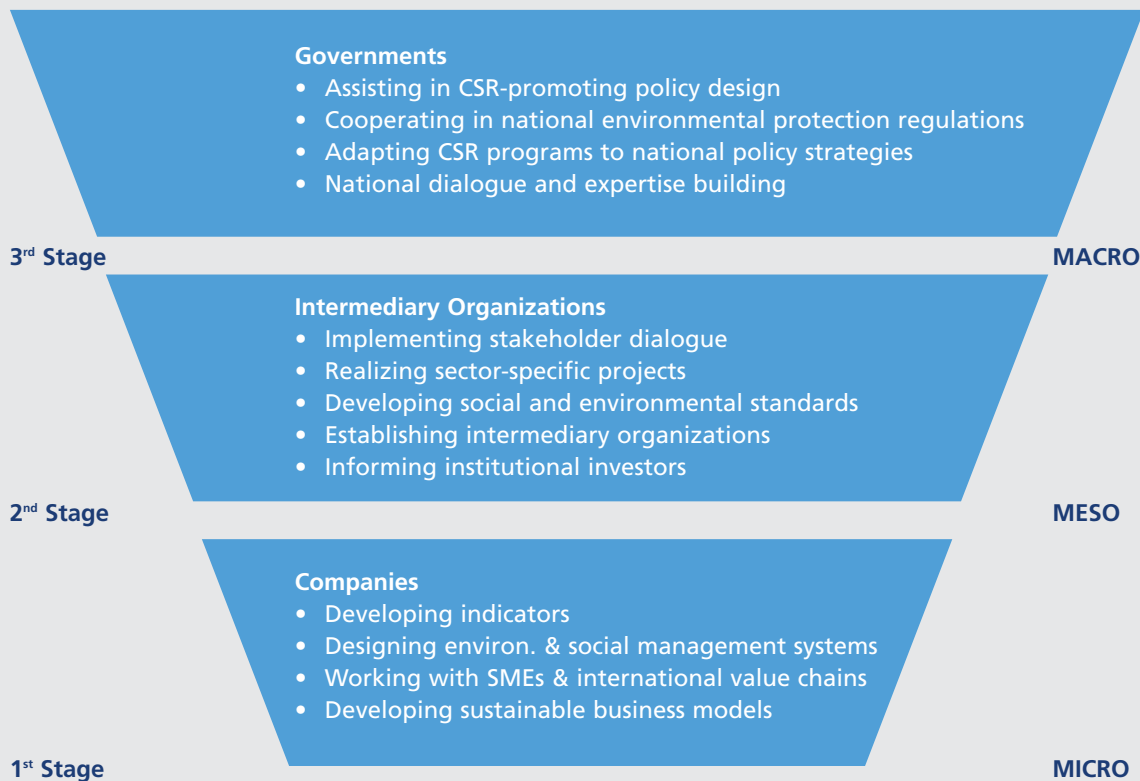 Governments
• Assisting in CSR-promoting policy design
• Cooperating in national environmental protection regulations
• Adapting CSR programs to national policy strategies
• National dialogue and expertise building
3rd Stage
MACRO
Intermediary Organizations
• Implementing stakeholder dialogue
• Realizing sector-specific projects
• Developing social and environmental standards
• Establishing intermediary organizations
• Informing institutional investors
2nd Stage
MESO
Companies
• Developing indicators
• Designing environ. & social management systems
• Working with SMEs & international value chains
• Developing sustainable business models
1st Stage
MICRO